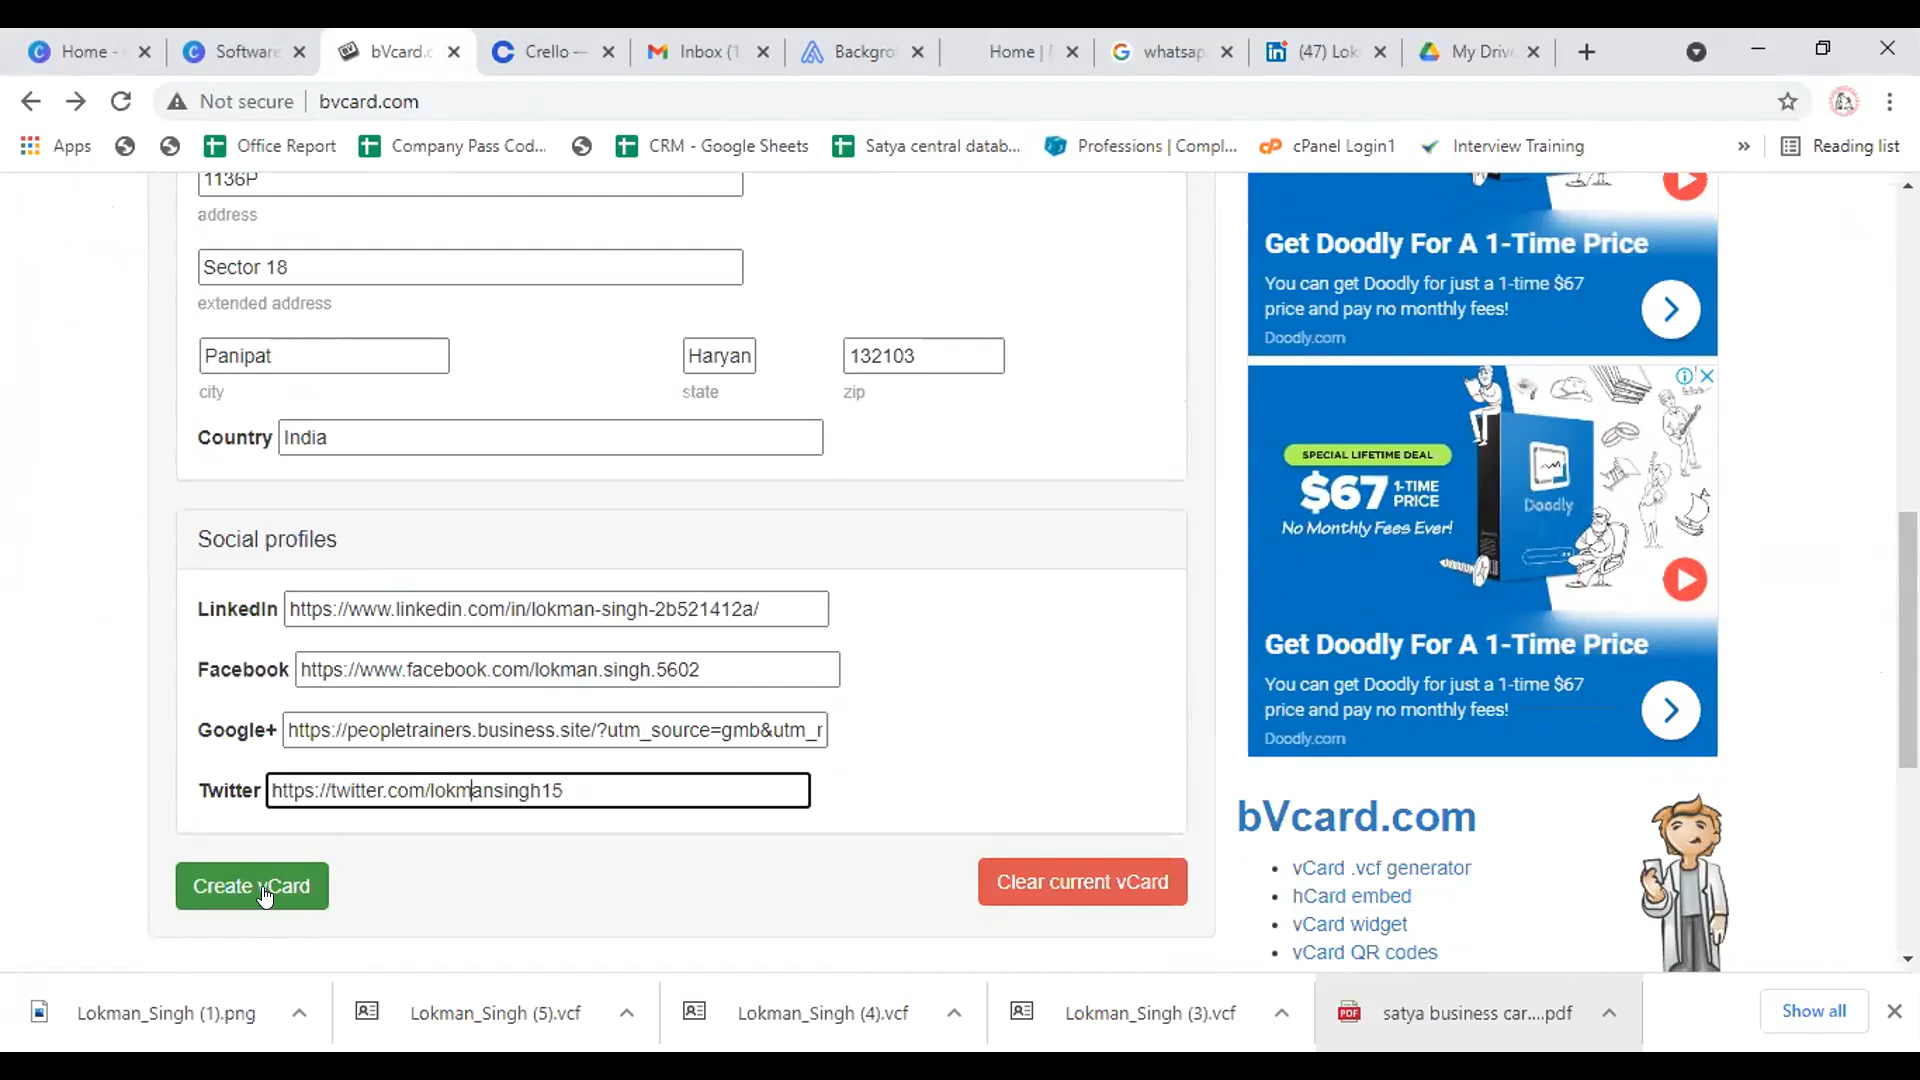 Home -
Software
bVcard.c
Crello —
Inbox (1
Backgro
Home | 
whatsap
(47) Lok
My Driv
Not secure
bvcard.com
Apps
Office Report
Company Pass Cod...
CRM - Google Sheets
Satya central datab...
Professions | Compl...
cPanel Login1
Interview Training
»
Reading list
1136P
address
Sector 18
extended address
Panipat
Haryan
132103
city
state
zip
Country India
Social profiles
LinkedIn https://www.linkedin.com/in/lokman-singh-2b521412a/
Facebook https://www.facebook.com/lokman.singh.5602
Google+ https://peopletrainers.business.site/?utm_source=gmb&utm_r
Twitter https://twitter.com/lokmansingh15
Create vCard
Clear current vCard
Get Doodly For A 1-Time Price
You can get Doodly for just a 1-time $67
price and pay no monthly fees!
Doodly.com
SPECIAL LIFETIME DEAL
$67 1-TIME
PRICE
No Monthly Fees Ever!
Doodly
Get Doodly For A 1-Time Price
You can get Doodly for just a 1-time $67
price and pay no monthly fees!
Doodly.com
bVcard.com
• vCard .vcf generator
• hCard embed
• vCard widget
• vCard QR codes
Lokman_Singh (1).png
Lokman_Singh (5).vcf
Lokman_Singh (4).vcf
Lokman_Singh (3).vcf
PDF
satya business car....pdf
Show all